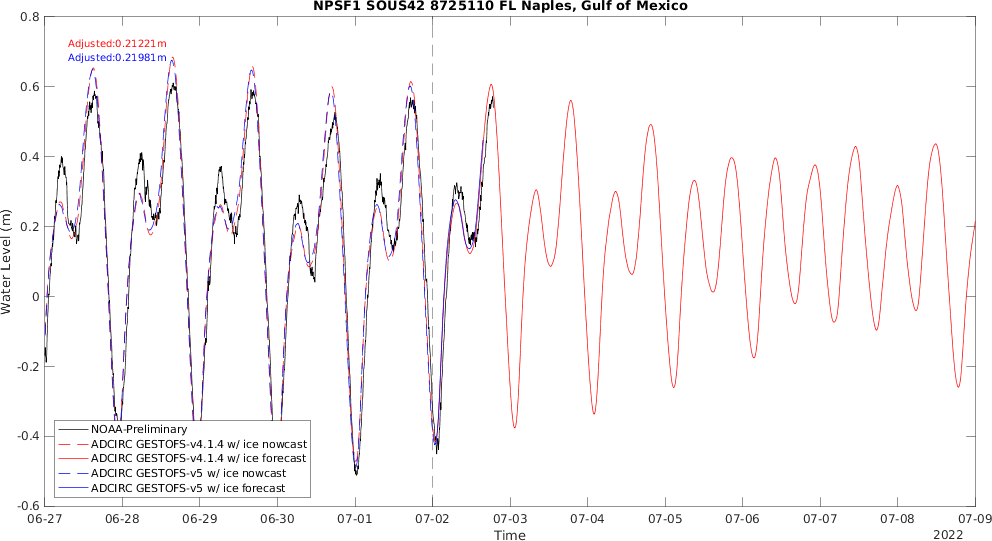 NPSF1 SOUS42 8725110 FL Naples, Gulf of Mexico
0.8
Adjusted:0.21221m
Adjusted:0.21981m
0.6
0.4
0.2
0
-0.2
-0.4
-0.6
Water Level (m)
NOAA-Preliminary
ADCIRC GESTOFS-v4.1.4 w/ ice nowcast
ADCIRC GESTOFS-v4.1.4 w/ ice forecast
ADCIRC GESTOFS-v5 w/ ice nowcast
ADCIRC GESTOFS-v5 w/ ice forecast
06-27 06-28 06-29 06-30 07-01 07-02 07-03 07-04 07-05 07-06 07-07 07-08 07-09
Time
2022